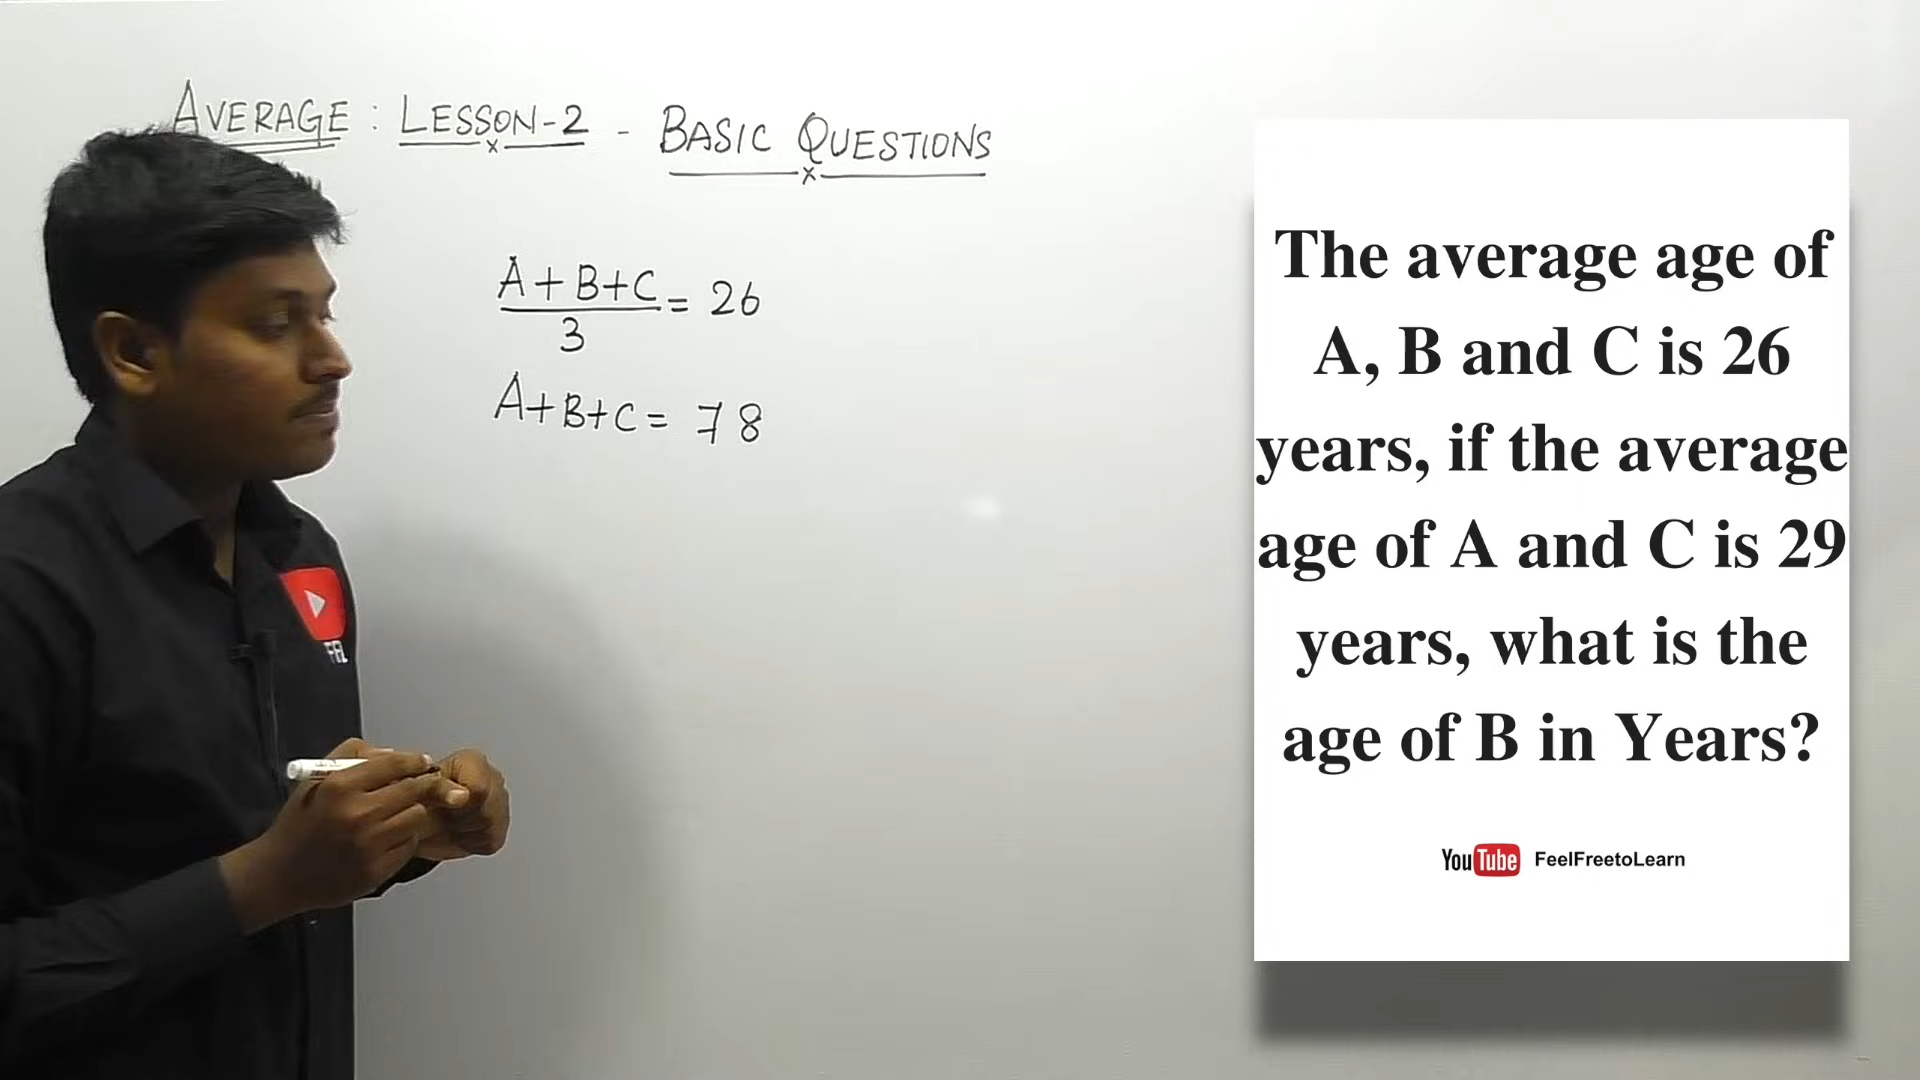 AVERAGE : LESSON-2 - BASIC QUESTIONS
A+B+C
3
= 26
A+B+C = 78
FFL
The average age of
A, B and C is 26
years, if the average
age of A and C is 29
years, what is the
age of B in Years?
YouTube FeelFreetoLearn